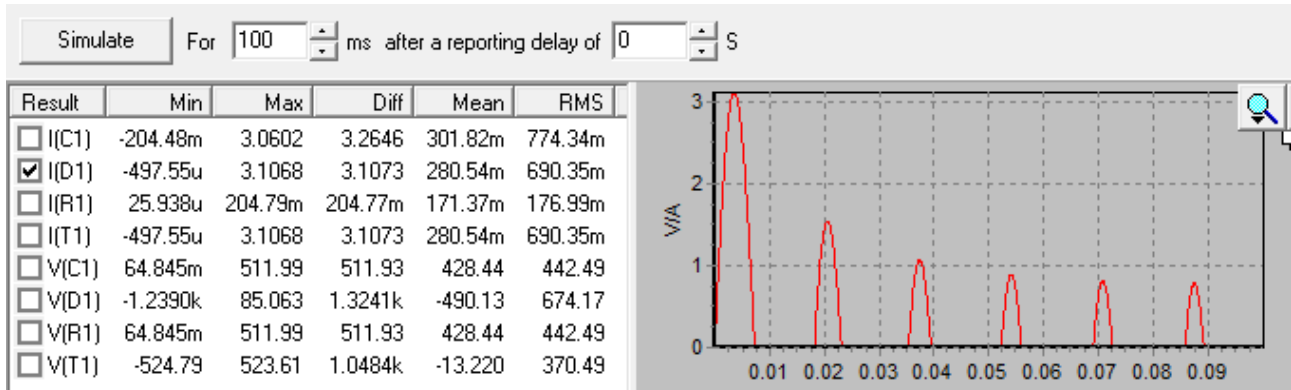 Simulate For 100 ms after a reporting delay of 0 S
Result Min Max Diff Mean RMS
I(C1) -204.48m 3.0602 3.2646 301.82m 774.34m
I(D1) -497.55u 3.1068 3.1073 280.54m 690.35m
I(R1) 25.938u 204.79m 204.77m 171.37m 176.99m
I(T1) -497.55u 3.1068 3.1073 280.54m 690.35m
V(C1) 64.845m 511.99 511.93 428.44 442.49
V(D1) -1.2390k 85.063 1.3241k -490.13 674.17
V(R1) 64.845m 511.99 511.93 428.44 442.49
V(T1) -524.79 523.61 1.0484k -13.220 370.49
3
2
V/A
1
0
0.01 0.02 0.03 0.04 0.05 0.06 0.07 0.08 0.09